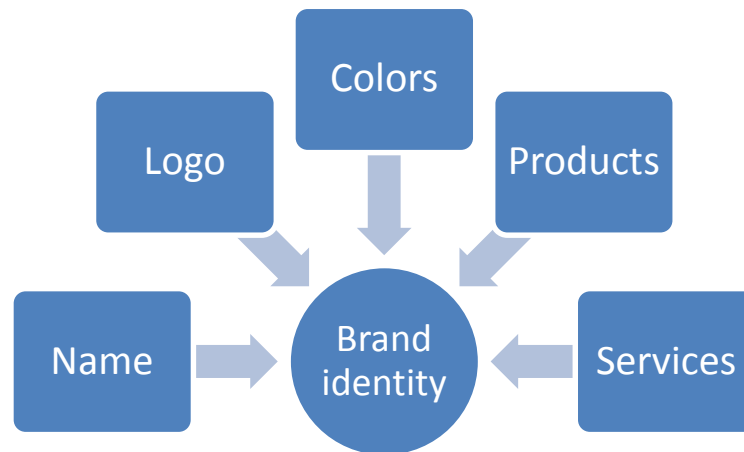 Colors
Logo
Products
Name
Brand
identity
Services